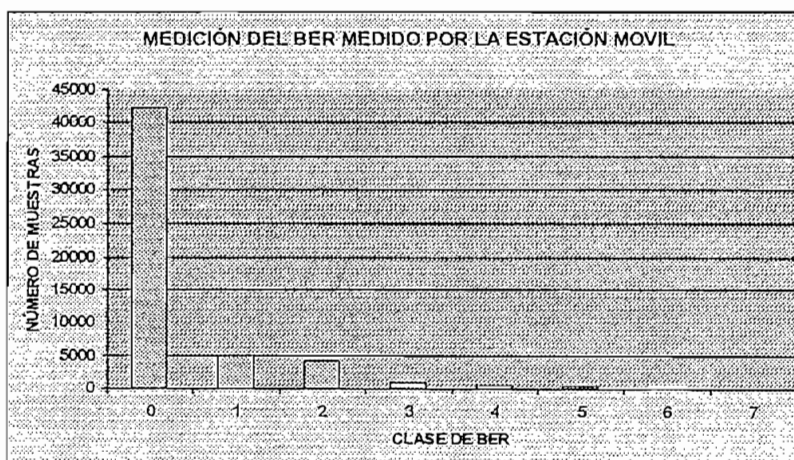 MEDICIÓN DEL BER MEDIDO POR LA ESTACIÓN MOVIL
NÚMERO DE MUESTRAS
45000
40000
35000
30000
25000
20000
15000
10000
5000
0
0 1 2 3 4 5 6 7
CLASE DE BER